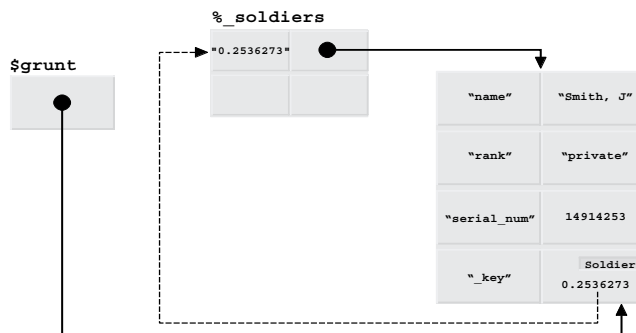 %_soldiers
"0.2536273"
$grunt
“name” “Smith, J”
“rank” “private”
“serial_num” 14914253
Soldier
“_key” 0.2536273